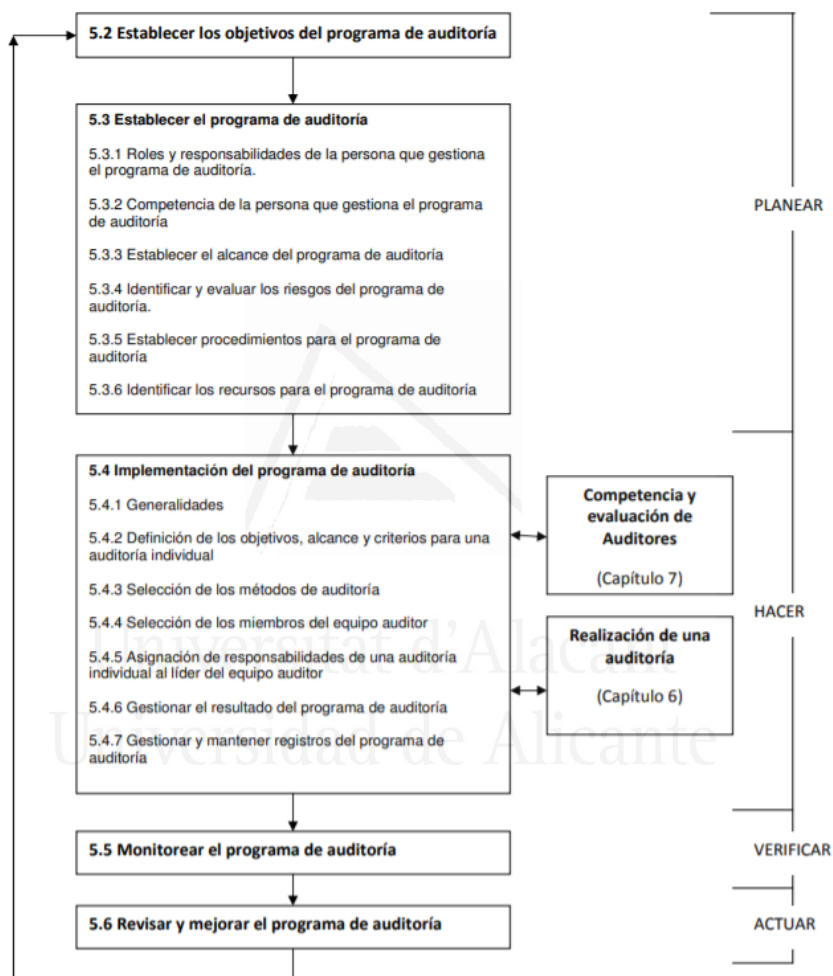 5.2 Establecer los objetivos del programa de auditoría
5.3 Establecer el programa de auditoría
5.3.1 Roles y responsabilidades de la persona que gestiona
el programa de auditoría.
5.3.2 Competencia de la persona que gestiona el programa
de auditoría
5.3.3 Establecer el alcance del programa de auditoría
5.3.4 Identificar y evaluar los riesgos del programa de
auditoría.
5.3.5 Establecer procedimientos para el programa de
auditoría
5.3.6 Identificar los recursos para el programa de auditoría
PLANEAR
5.4 Implementación del programa de auditoría
5.4.1 Generalidades
5.4.2 Definición de los objetivos, alcance y criterios para una
auditoría individual
5.4.3 Selección de los métodos de auditoría
5.4.4 Selección de los miembros del equipo auditor
5.4.5 Asignación de responsabilidades de una auditoría
individual al líder del equipo auditor
5.4.6 Gestionar el resultado del programa de auditoría
5.4.7 Gestionar y mantener registros del programa de
auditoría
Competencia y
evaluación de
Auditores
(Capítulo 7)
Realización de una
auditoría
(Capítulo 6)
HACER
Universitat d'Alacant
Universidad de Alicante
5.5 Monitorear el programa de auditoría
VERIFICAR
5.6 Revisar y mejorar el programa de auditoría
ACTUAR